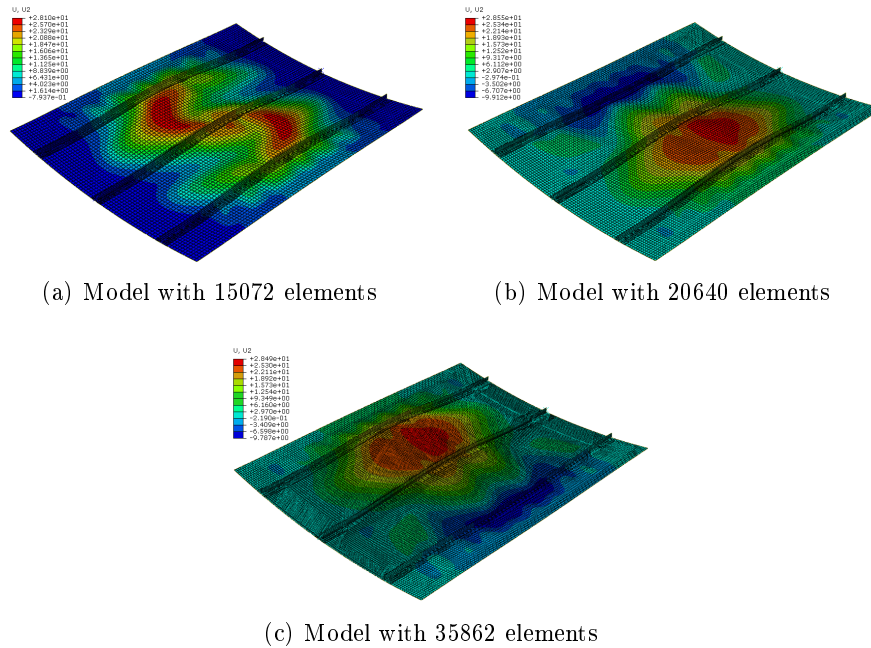 U, U2
+2.810e+01
+2.570e+01
+2.329e+01
+2.088e+01
+1.847e+01
+1.606e+01
+1.365e+01
+1.125e+01
+8.839e+00
+6.431e+00
+4.023e+00
+1.614e+00
-7.937e-01
U, U2
+2.855e+01
+2.534e+01
+2.214e+01
+1.893e+01
+1.573e+01
+1.252e+01
+9.317e+00
+6.112e+00
+2.907e+00
-2.974e-01
-3.502e+00
-6.707e+00
-9.912e+00
(a) Model with 15072 elements
(b) Model with 20640 elements
U, U2
+2.849e+01
+2.530e+01
+2.211e+01
+1.892e+01
+1.573e+01
+1.254e+01
+9.349e+00
+6.160e+00
+2.970e+00
-2.190e-01
-3.409e+00
-6.598e+00
-9.787e+00
(c) Model with 35862 elements